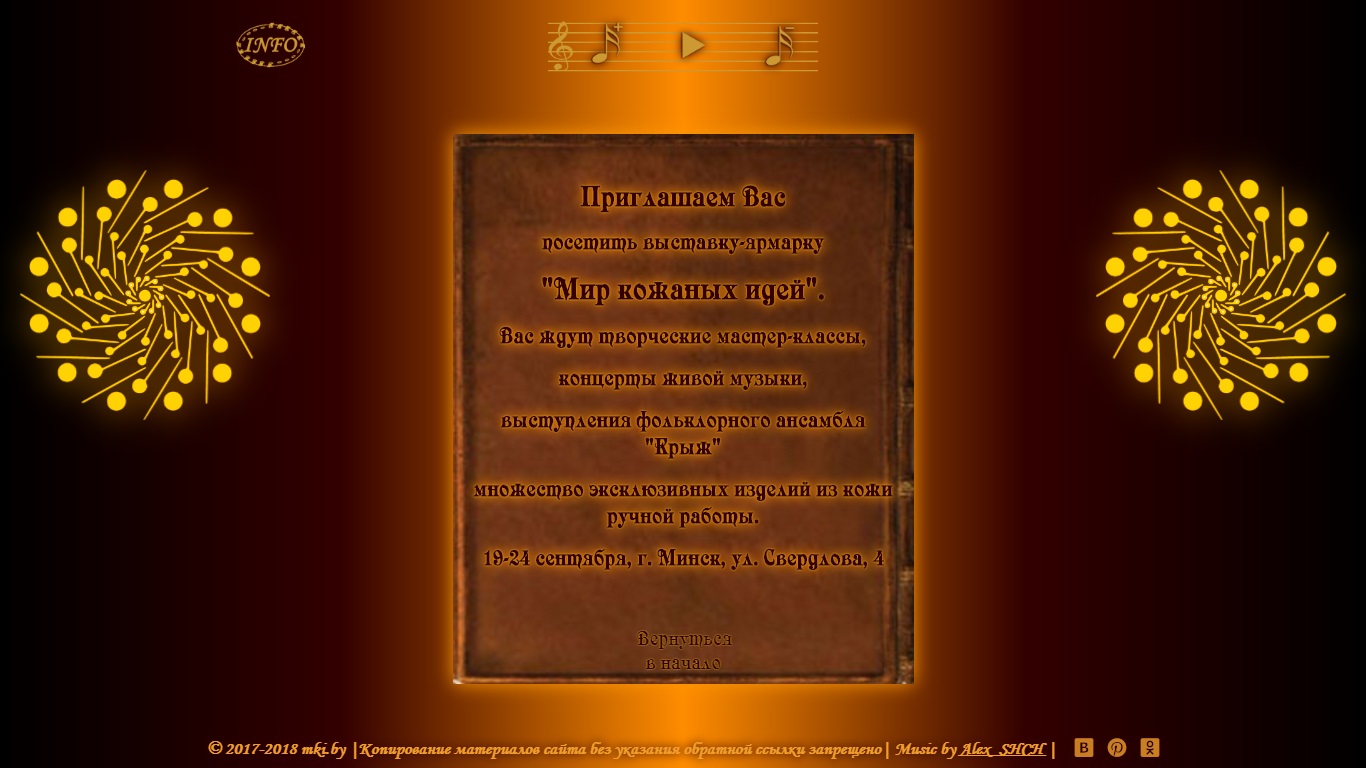 INFO
Приглашаем Вас
посетить выставку-ярмарку
"Мир кожаных идей".
Вас ждут творческие мастер-классы,
концерты живой музыки,
выступления фольклорного ансамбля
"Крыж"
множество эксклюзивных изделий из кожи
ручной работы.
19-24 сентября, г. Минск, ул. Свердлова, 4
Вернуться
в начало
© 2017-2018 mki.by |Копирование материалов сайта без указания обратной ссылки запрещено| Music by Alex_SHCH |